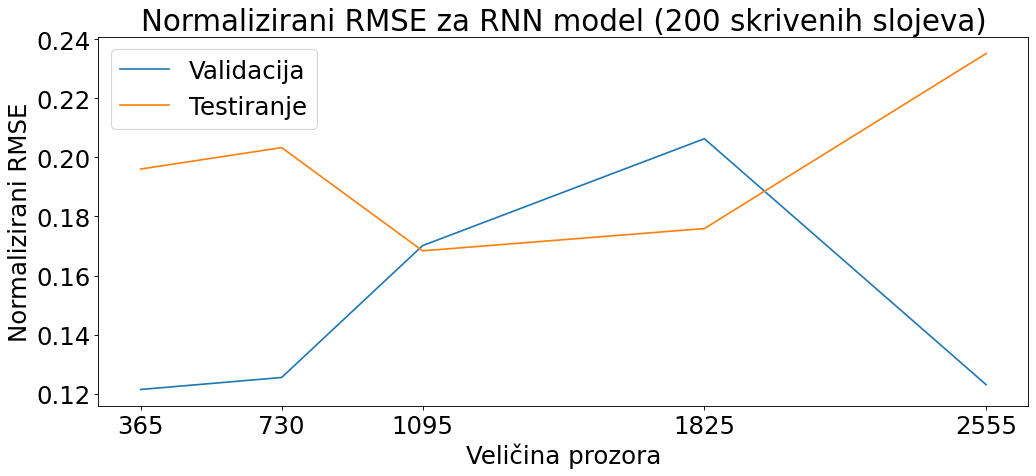 Normalizirani RMSE za RNN model (200 skrivenih slojeva)
Validacija
Testiranje
Normalizirani RMSE
0.24
0.22
0.20
0.18
0.16
0.14
0.12
365 730 1095 1825 2555
Veličina prozora